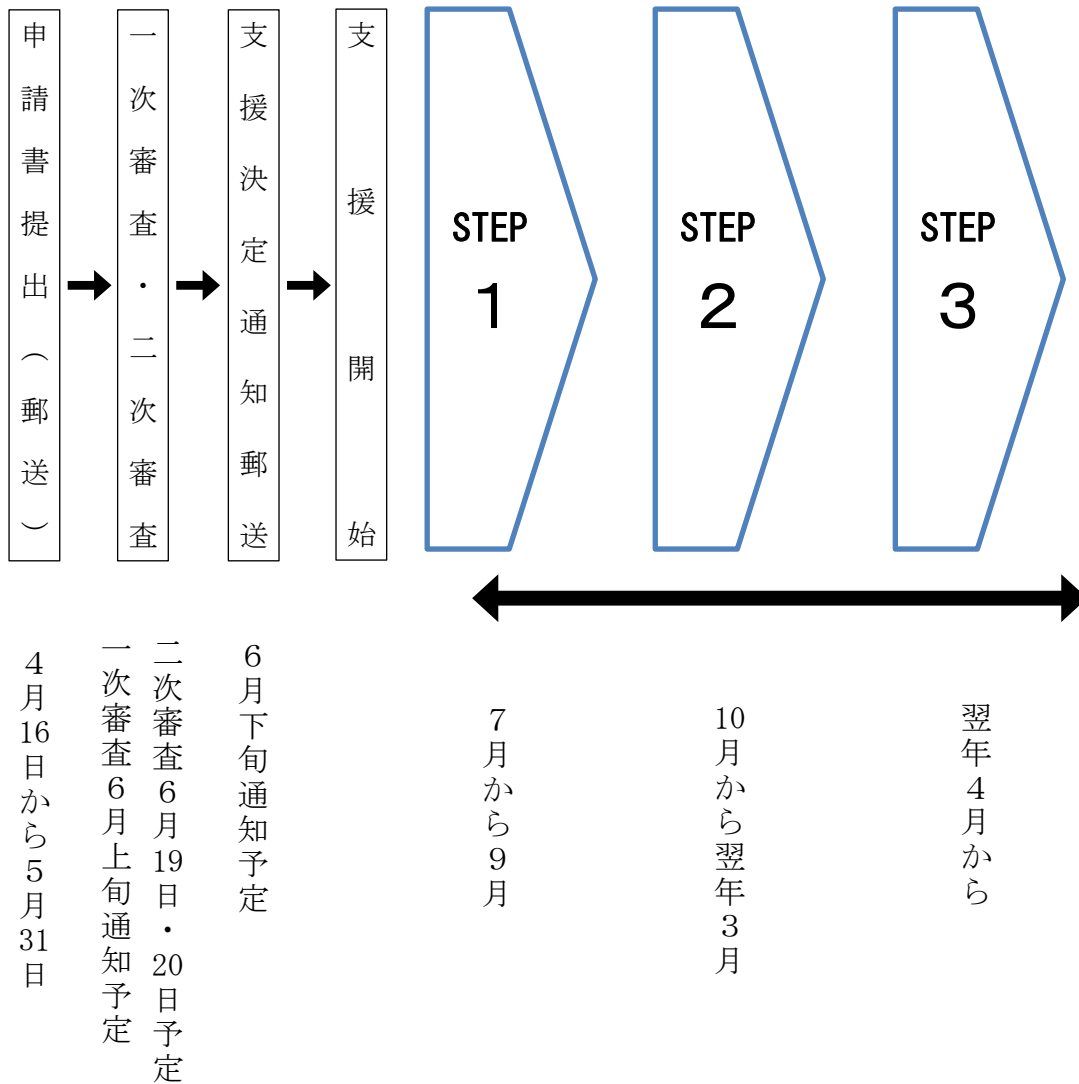 申請書提出（郵送）
一次審査・二次審査
支援決定通知郵送
支援開始
STEP
1
STEP
2
STEP
3
４月16日から５月31日
二次審査６月19日・20日予定
一次審査６月上旬通知予定
６月下旬通知予定
７月から９月
10月から翌年３月
翌年４月から